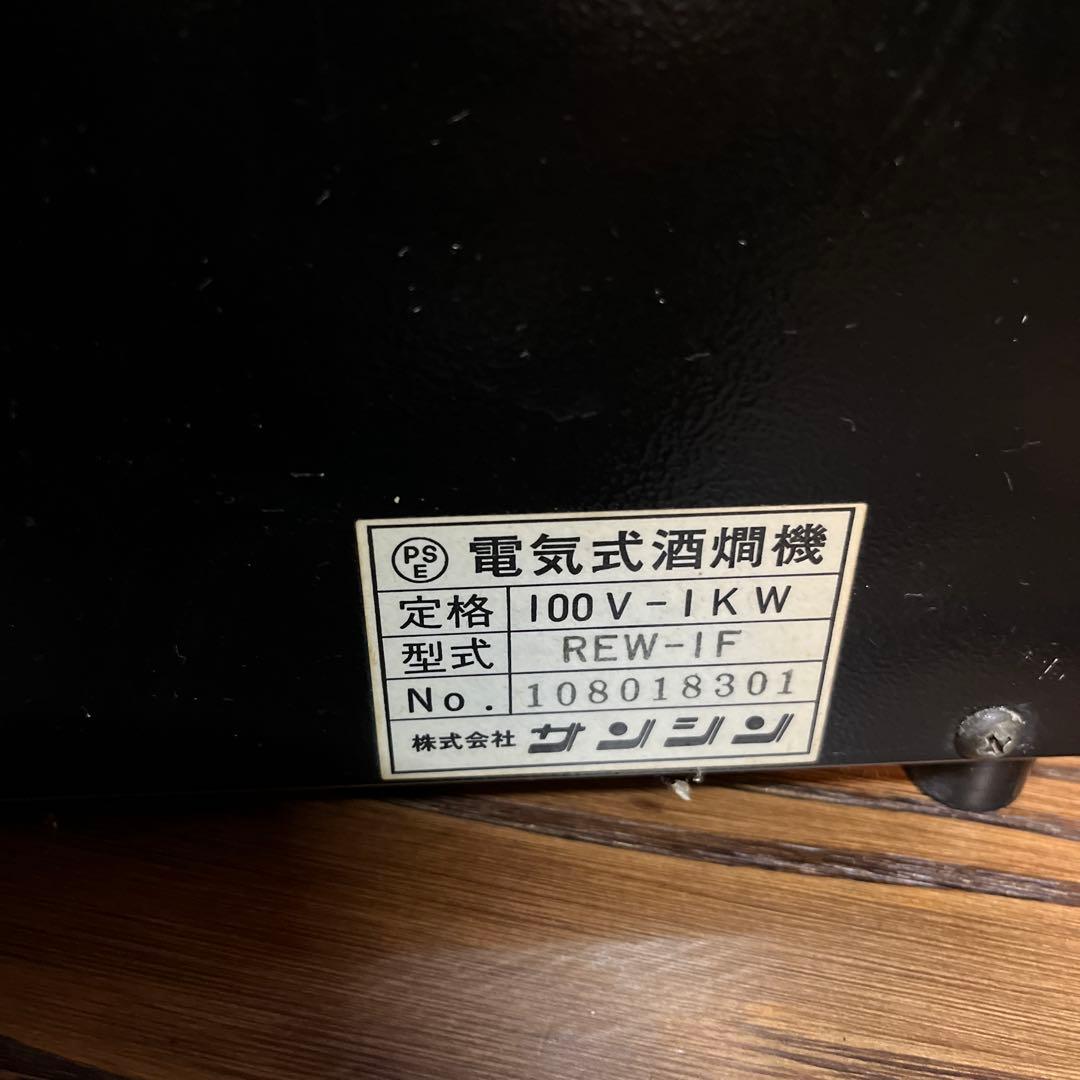 PSE 電気式酒燗機
定格 100V-1KW
型式 REW-1F
No. 108018301
株式会社 サンシン